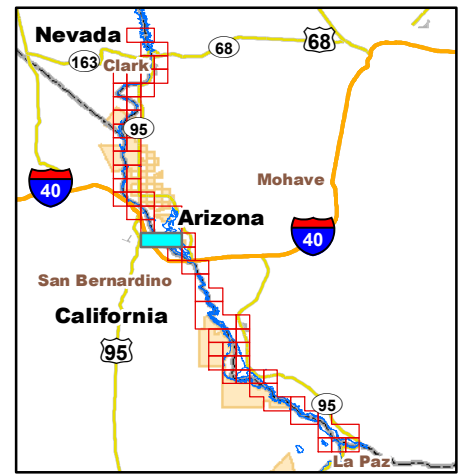 Nevada
68
68
163
Clark
95
Mohave
40
Arizona
40
San Bernardino
California
95
95
La Paz